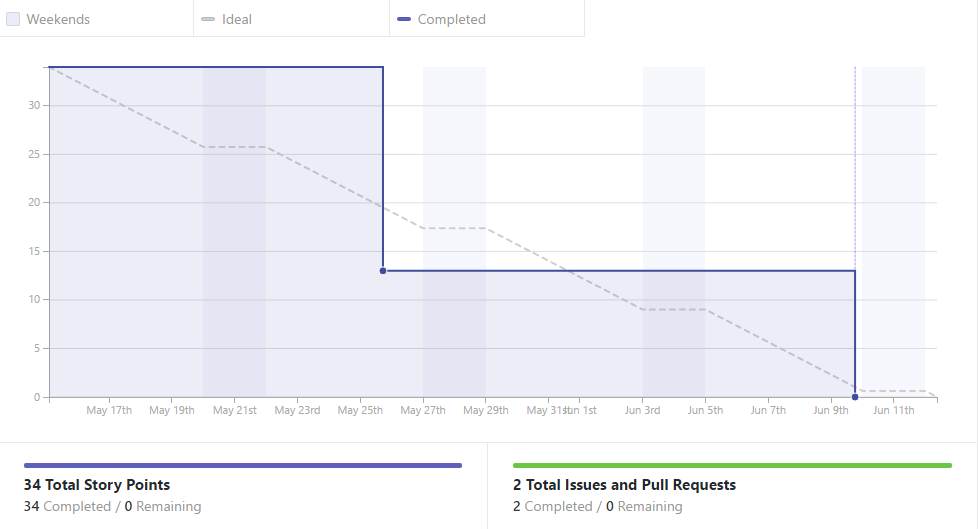 Weekends
Ideal
Completed
30
25
20
15
10
5
0
May 17th May 19th May 21st May 23rd May 25th May 27th May 29th May 31st Jun 1st Jun 3rd Jun 5th Jun 7th Jun 9th Jun 11th
34 Total Story Points
34 Completed / 0 Remaining
2 Total Issues and Pull Requests
2 Completed / 0 Remaining